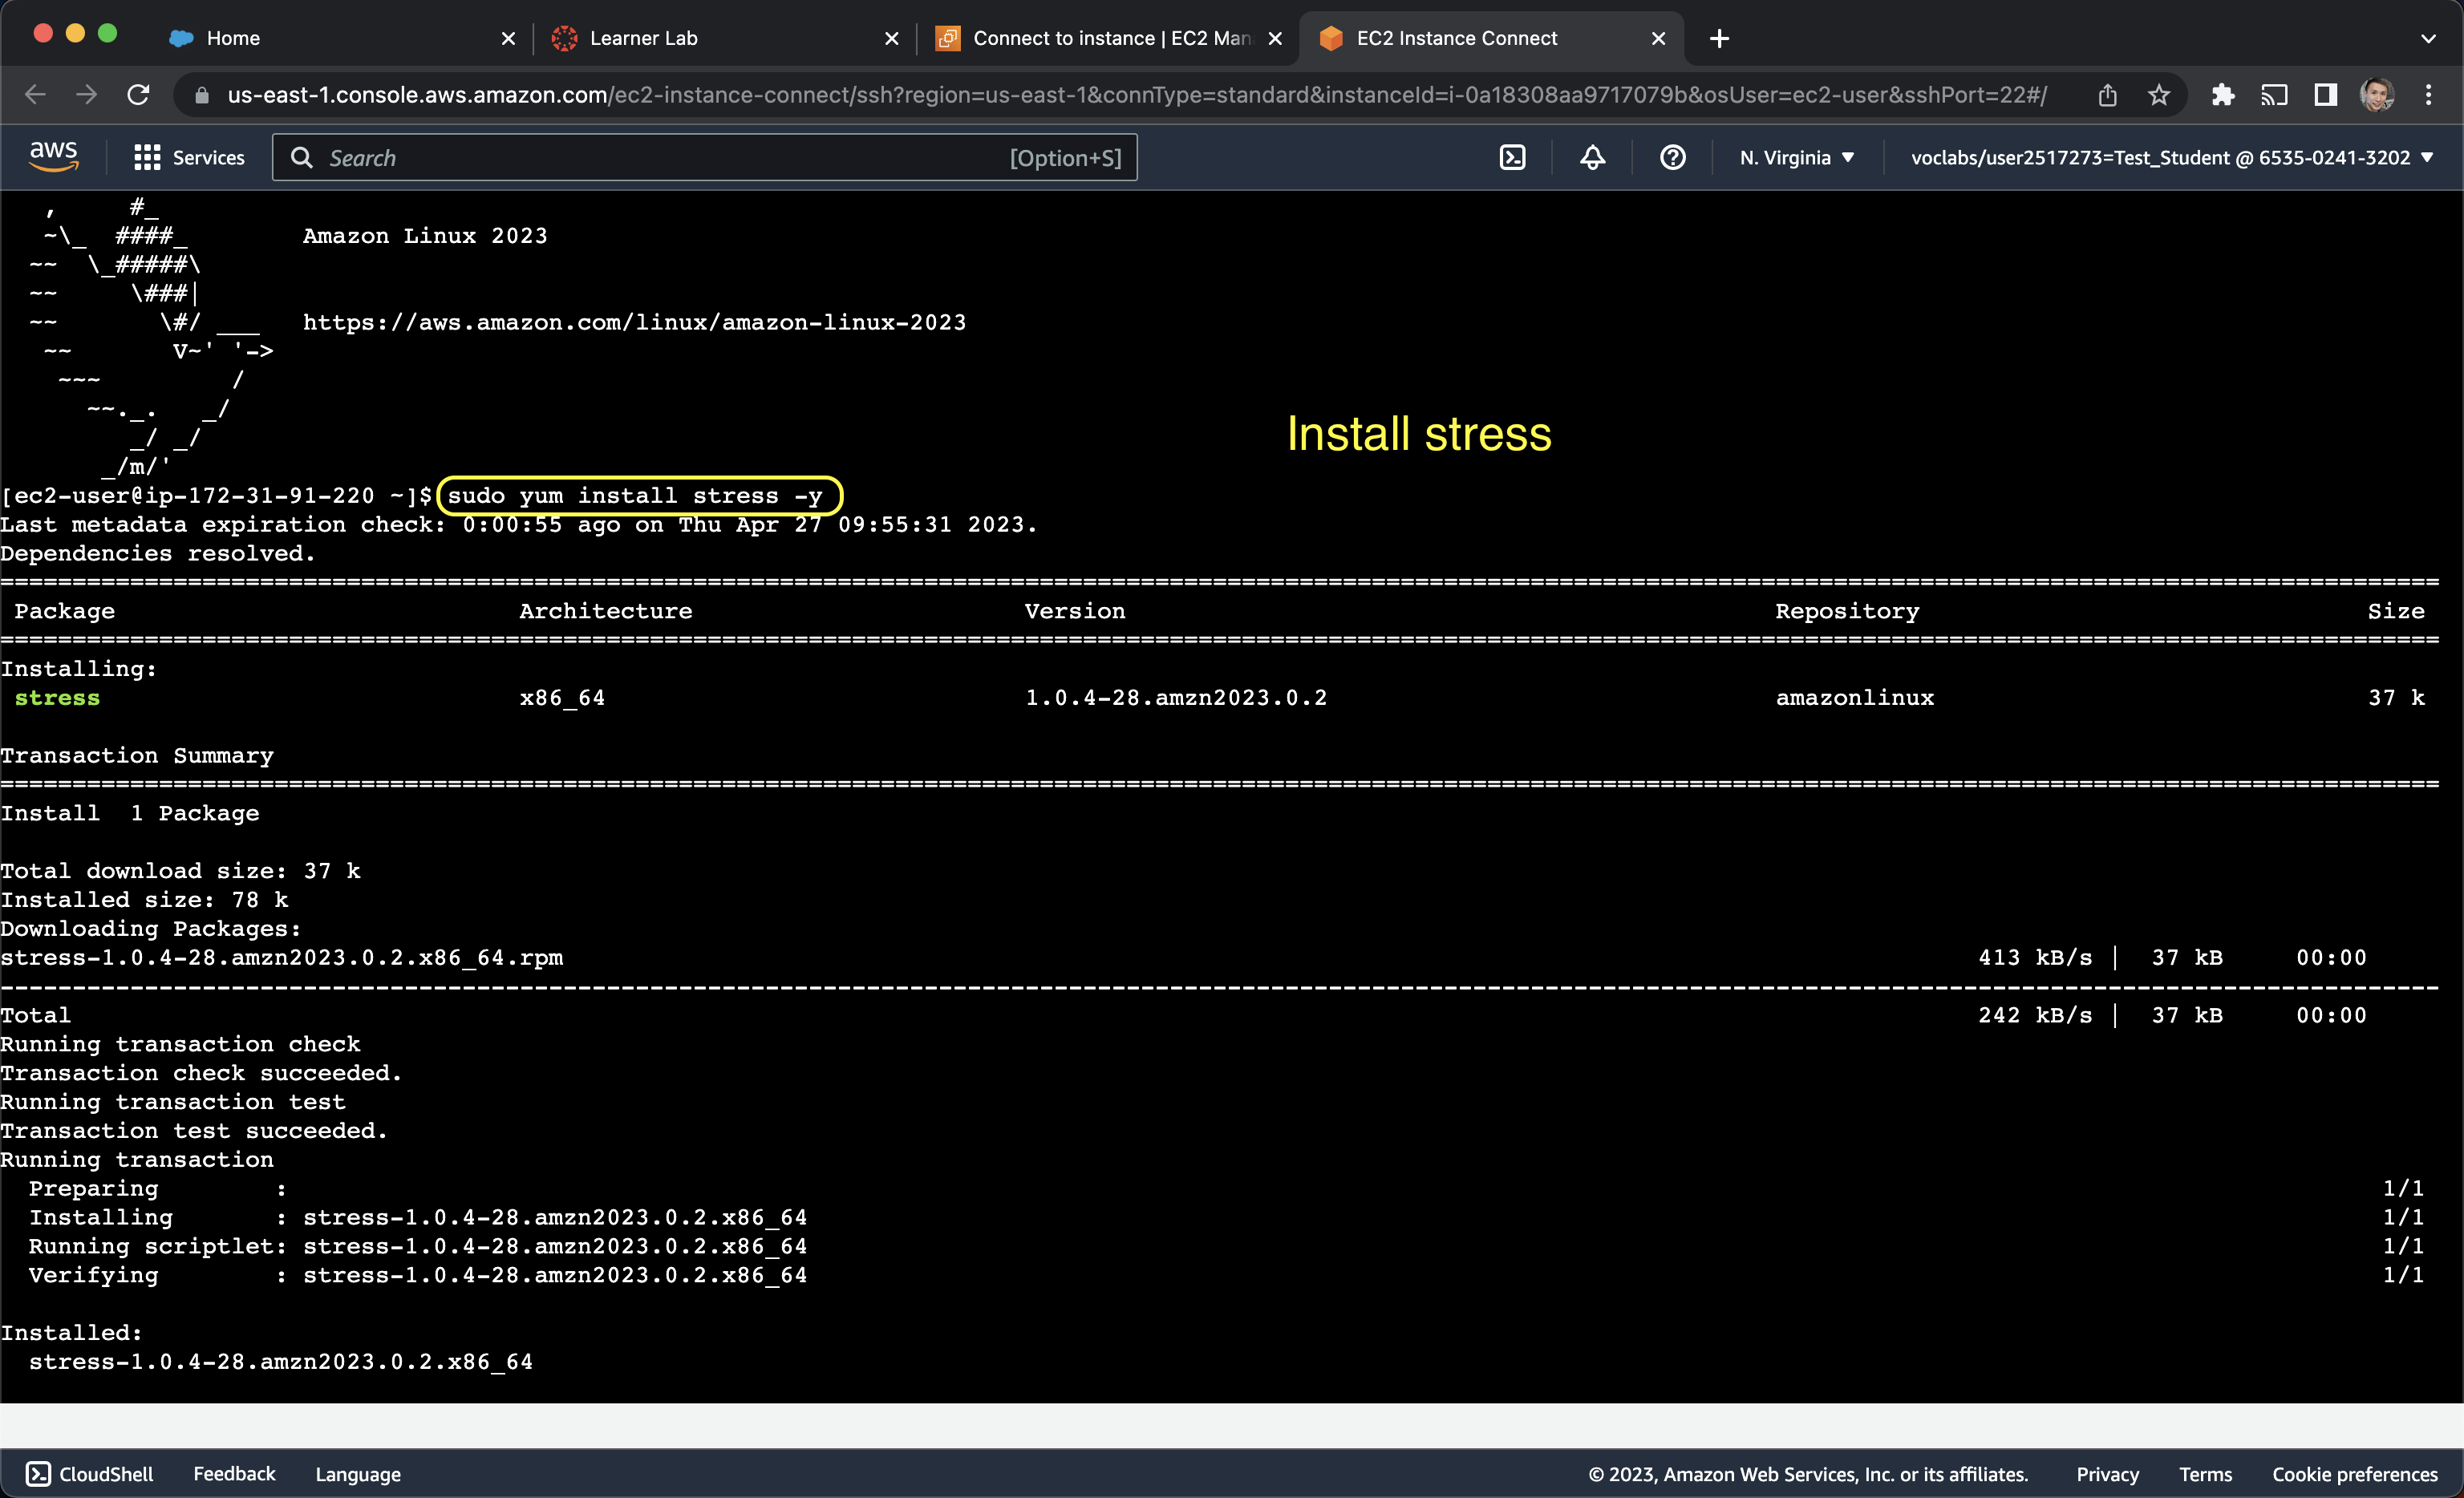 Home
Learner Lab
Connect to instance | EC2 Man
EC2 Instance Connect
us-east-1.console.aws.amazon.com/ec2-instance-connect/ssh?region=us-east-1&connType=standard&instanceId=i-0a18308aa9717079b&osUser=ec2-user&sshPort=22#/
aws Services Search [Option+S] N. Virginia voclabs/user2517273=Test_Student @ 6535-0241-3202
   ,     #_
   ~\_  ####_        Amazon Linux 2023
  ~~  \_#####\
  ~~     \###|
  ~~       \#/ ___   https://aws.amazon.com/linux/amazon-linux-2023
   ~~       V~' '->
    ~~~         /
      ~~._.   _/
         _/ _/
       _/m/'
Install stress
[ec2-user@ip-172-31-91-220 ~]$ sudo yum install stress -y
Last metadata expiration check: 0:00:55 ago on Thu Apr 27 09:55:31 2023.
Dependencies resolved.
Package Architecture Version Repository Size
Installing:
stress x86_64 1.0.4-28.amzn2023.0.2 amazonlinux 37 k
Transaction Summary
Install  1 Package
Total download size: 37 k
Installed size: 78 k
Downloading Packages:
stress-1.0.4-28.amzn2023.0.2.x86_64.rpm 413 kB/s | 37 kB 00:00
Total 242 kB/s | 37 kB 00:00
Running transaction check
Transaction check succeeded.
Running transaction test
Transaction test succeeded.
Running transaction
  Preparing        : 1/1
  Installing       : stress-1.0.4-28.amzn2023.0.2.x86_64 1/1
  Running scriptlet: stress-1.0.4-28.amzn2023.0.2.x86_64 1/1
  Verifying        : stress-1.0.4-28.amzn2023.0.2.x86_64 1/1
Installed:
  stress-1.0.4-28.amzn2023.0.2.x86_64
CloudShell Feedback Language © 2023, Amazon Web Services, Inc. or its affiliates. Privacy Terms Cookie preferences